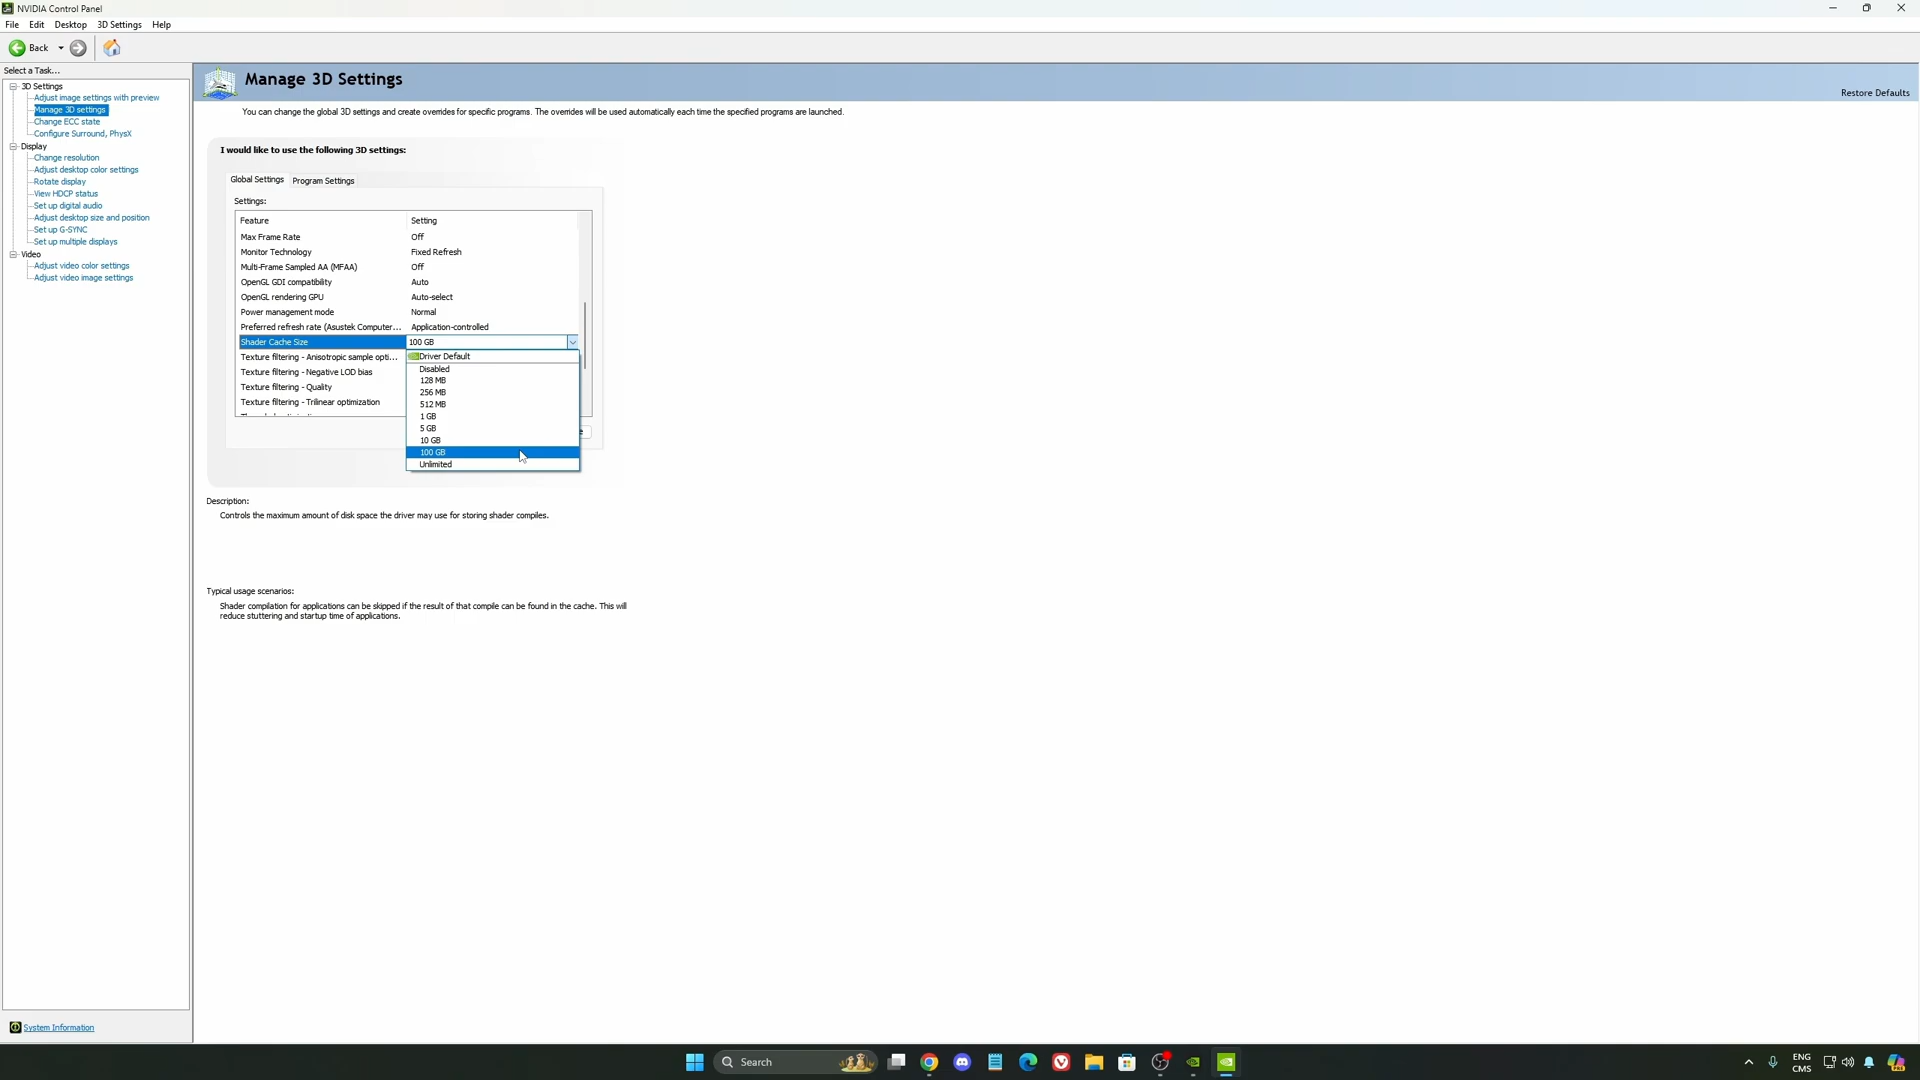 NVIDIA Control Panel
File Edit Desktop 3D Settings Help
Back
Select a Task...
3D Settings
Adjust image settings with preview
Manage 3D settings
Change ECC state
Configure Surround, PhysX
Display
Change resolution
Adjust desktop color settings
Rotate display
View HDCP status
Set up digital audio
Adjust desktop size and position
Set up G-SYNC
Set up multiple displays
Video
Adjust video color settings
Adjust video image settings
System Information
Manage 3D Settings
Restore Defaults
You can change the global 3D settings and create overrides for specific programs. The overrides will be used automatically each time the specified programs are launched.
I would like to use the following 3D settings:
Global Settings Program Settings
Settings:
Feature Setting
Max Frame Rate Off
Monitor Technology Fixed Refresh
Multi-Frame Sampled AA (MFAA) Off
OpenGL GDI compatibility Auto
OpenGL rendering GPU Auto-select
Power management mode Normal
Preferred refresh rate (Asustek Computer... Application-controlled
Shader Cache Size 100 GB
Texture filtering - Anisotropic sample opti...
Texture filtering - Negative LOD bias
Texture filtering - Quality
Texture filtering - Trilinear optimization
Driver Default
Disabled
128 MB
256 MB
512 MB
1 GB
5 GB
10 GB
100 GB
Unlimited
Description:
Controls the maximum amount of disk space the driver may use for storing shader compiles.
Typical usage scenarios:
Shader compilation for applications can be skipped if the result of that compile can be found in the cache. This will
reduce stuttering and startup time of applications.
Search
ENG
CMS